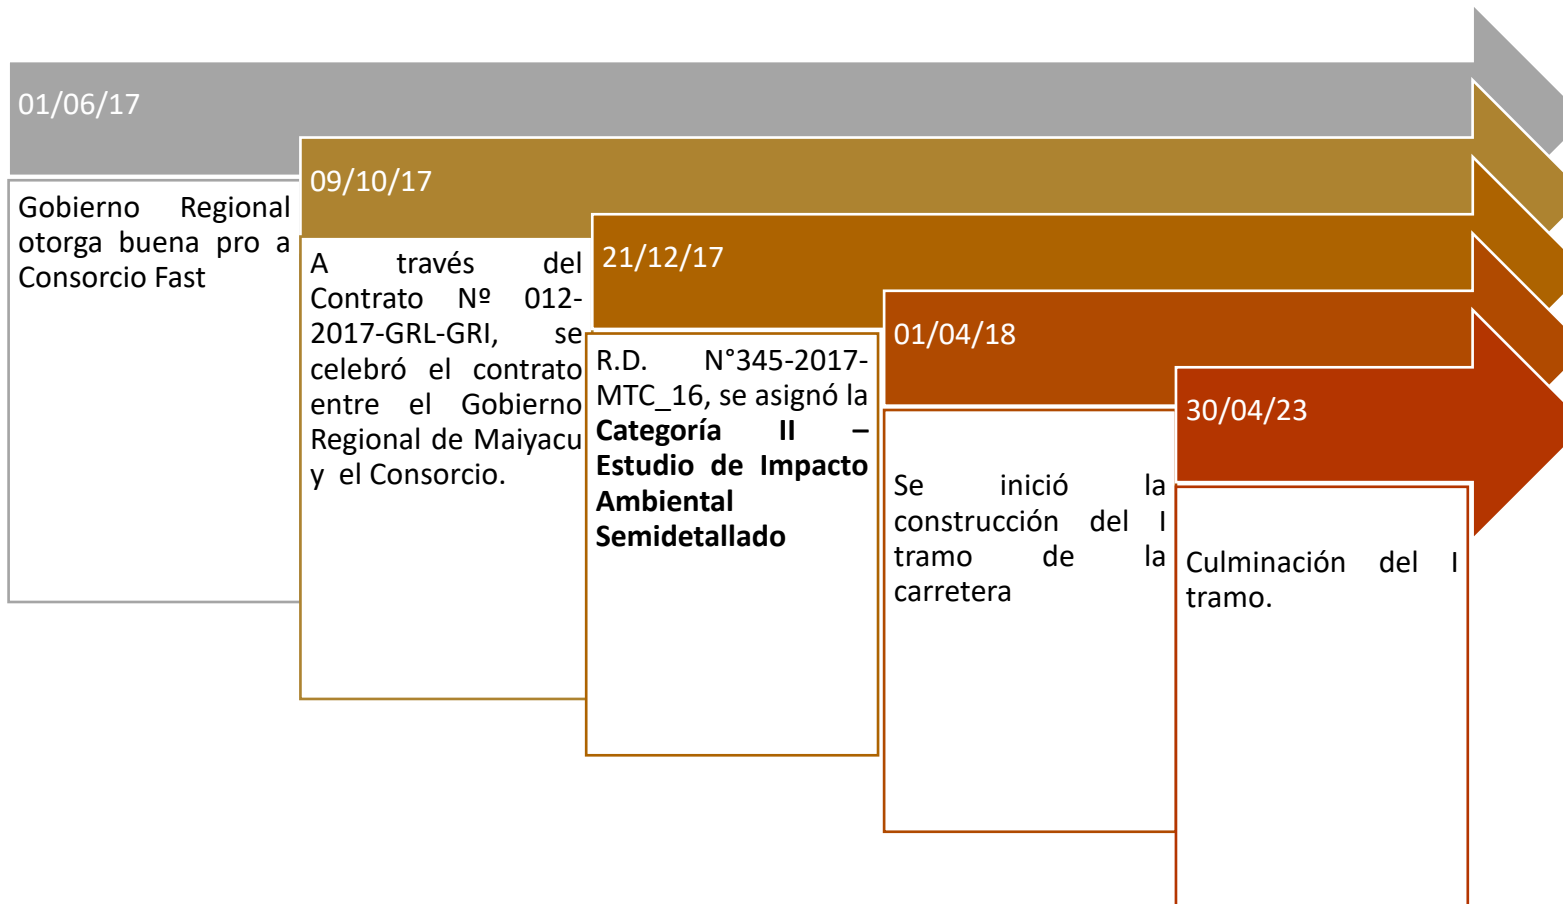 01/06/17
Gobierno Regional
otorga buena pro a
Consorcio Fast
09/10/17
A través del
Contrato Nº 012-
2017-GRL-GRI, se
celebró el contrato
entre el Gobierno
Regional de Maiyacu
y el Consorcio.
21/12/17
R.D. N°345-2017-
MTC_16, se asignó la
Categoría II –
Estudio de Impacto
Ambiental
Semidetallado
01/04/18
Se inició la
construcción del I
tramo de la
carretera
30/04/23
Culminación del I
tramo.